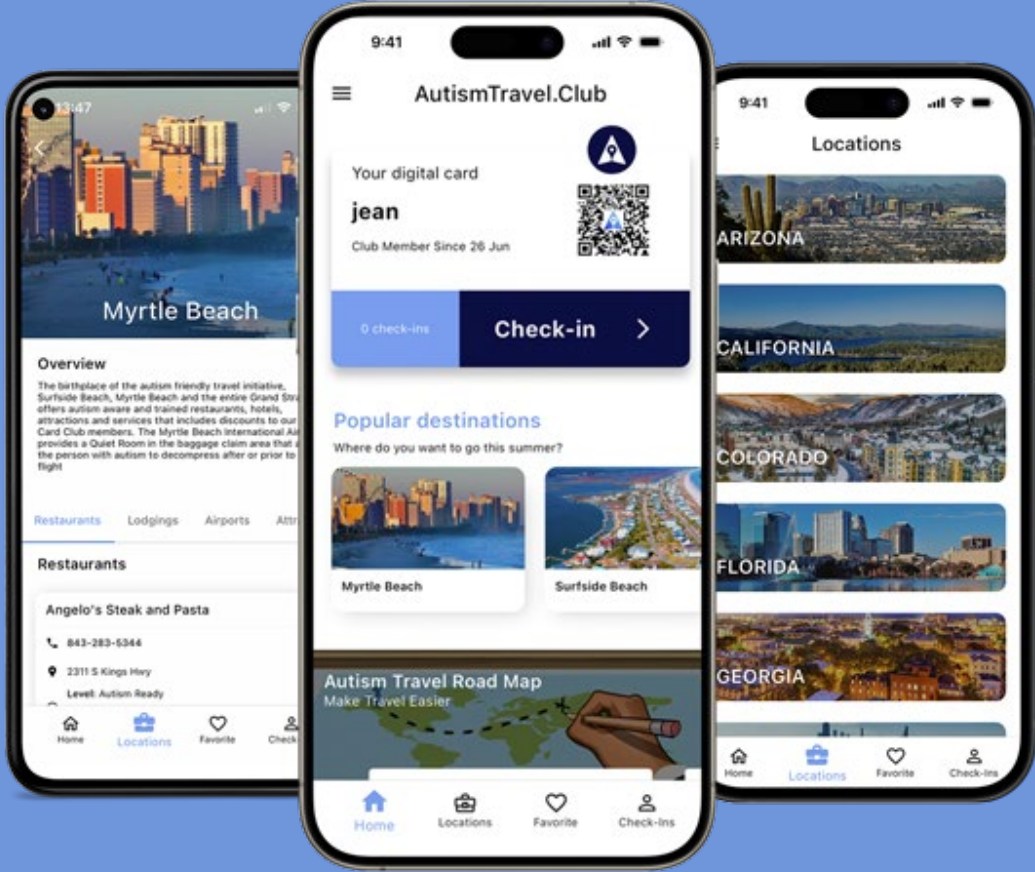 13:47
Myrtle Beach
Overview
The birthplace of the autism friendly travel initiative,
Surfside Beach, Myrtle Beach and the entire Grand Stra
offers autism aware and trained restaurants, hotels,
attractions and services that includes discounts to our
Card Club members. The Myrtle Beach International Air
provides a Quiet Room in the baggage claim area that a
the person with autism to decompress after or prior to
flight
Restaurants Lodgings Airports Attr
Restaurants
Angelo's Steak and Pasta
843-283-5344
2311 S Kings Hwy
Level: Autism Ready
Home Locations Favorite Check
9:41
AutismTravel.Club
Your digital card
jean
Club Member Since 26 Jun
0 check-ins Check-in
Popular destinations
Where do you want to go this summer?
Myrtle Beach Surfside Beach
Autism Travel Road Map
Make Travel Easier
Home Locations Favorite Check-Ins
9:41
Locations
ARIZONA
CALIFORNIA
COLORADO
FLORIDA
GEORGIA
Home Locations Favorite Check-Ins